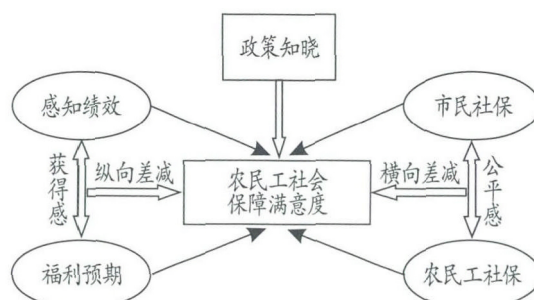 政策知晓
感知绩效
市民社保
获得感
纵向差减
农民工社会
保障满意度
横向差减
公平感
福利预期
农民工社保